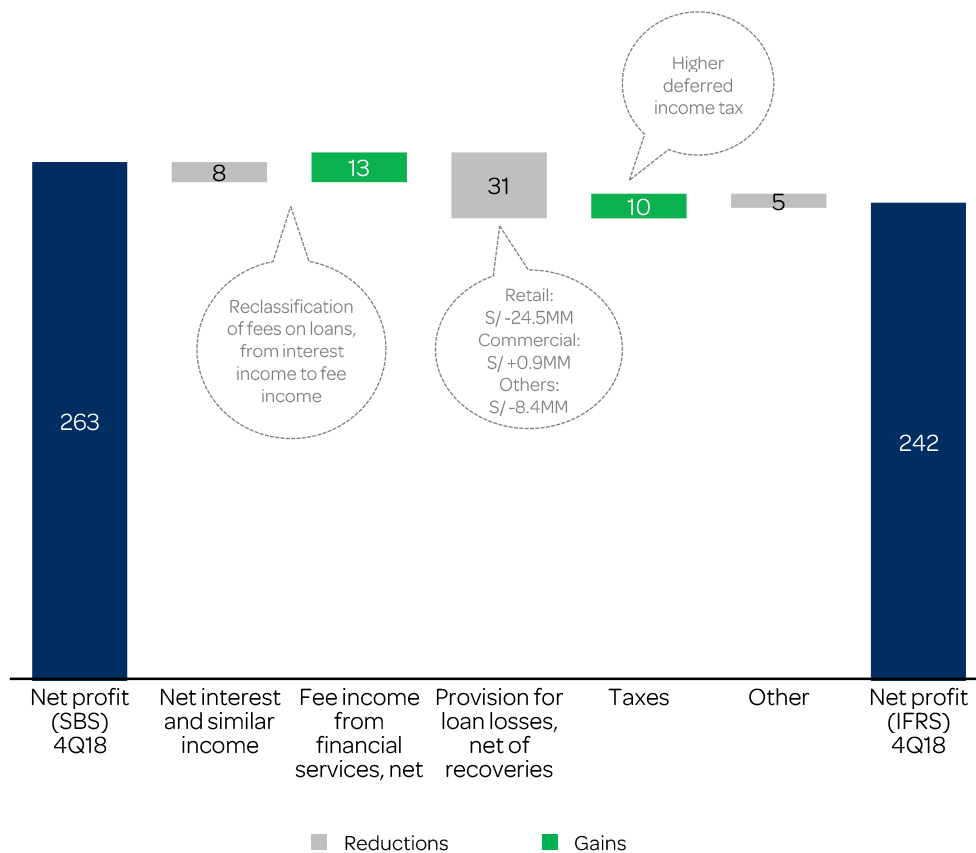 Higher
deferred
income tax
8
13
31
10
5
Reclassification
of fees on loans,
from interest
income to fee
income
Retail:
S/ -24.5MM
Commercial:
S/ +0.9MM
Others:
S/ -8.4MM
263
242
Net profit
(SBS)
4Q18
Net interest
and similar
income
Fee income
from
financial
services, net
Provision for
loan losses,
net of
recoveries
Taxes
Other
Net profit
(IFRS)
4Q18
Reductions
Gains